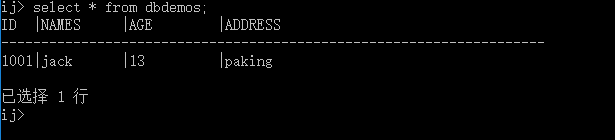 ij> select * from dbdemos;
ID |NAMES |AGE |ADDRESS
-----------------------------------------------------------------
1001|jack |13 |paking
已选择 1 行
ij>